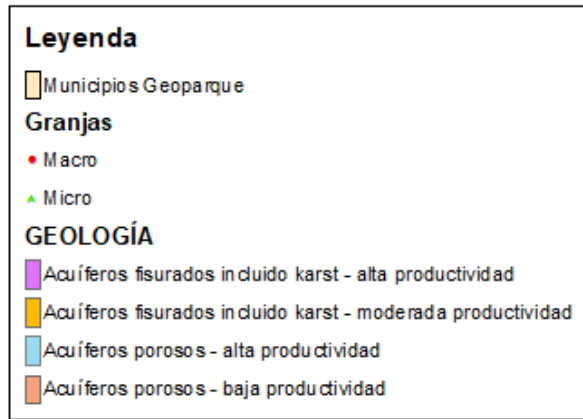 Leyenda
Municipios Geoparque
Granjas
Macro
Micro
GEOLOGÍA
Acuíferos fisurados incluido karst - alta productividad
Acuíferos fisurados incluido karst - moderada productividad
Acuíferos porosos - alta productividad
Acuíferos porosos - baja productividad